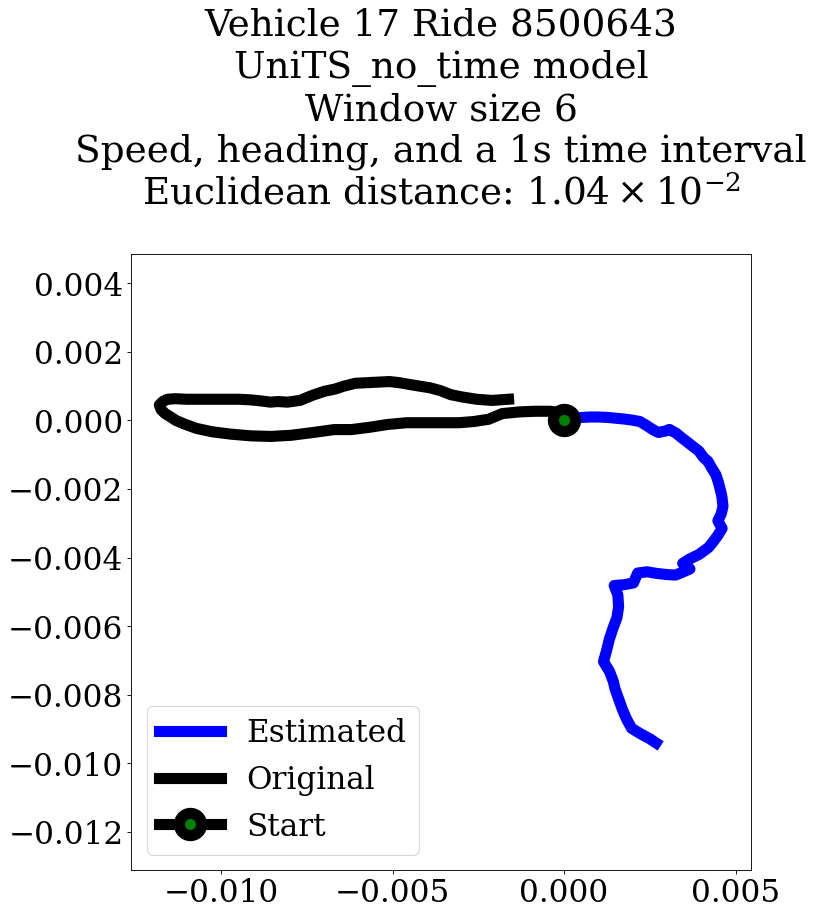 Vehicle 17 Ride 8500643
UniTS_no_time model
Window size 6
Speed, heading, and a 1s time interval
Euclidean distance: 1.04 × 10⁻²
0.004
0.002
0.000
−0.002
−0.004
−0.006
−0.008
−0.010
−0.012
Estimated
Original
Start
−0.010
−0.005
0.000
0.005